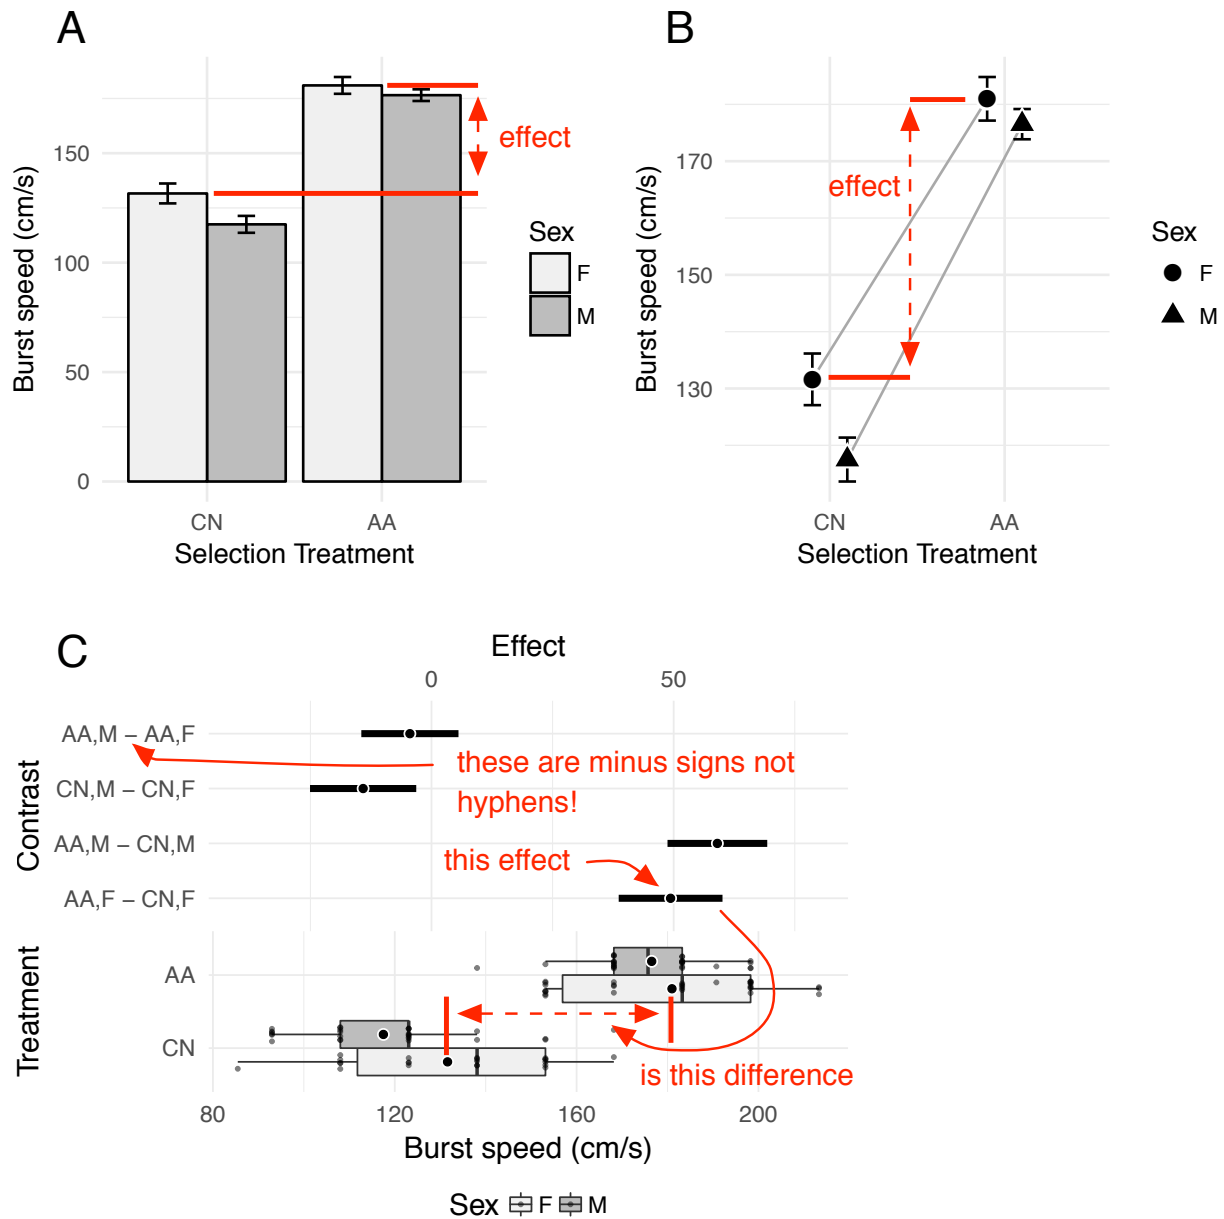 A
Burst speed (cm/s)
150
100
50
0
effect
Sex
F
M
CN
AA
Selection Treatment
B
Burst speed (cm/s)
170
150
130
effect
Sex
F
M
CN
AA
Selection Treatment
C
Effect
0
50
Contrast
AA,M − AA,F
CN,M − CN,F
AA,M − CN,M
AA,F − CN,F
these are minus signs not
hyphens!
this effect
Treatment
AA
CN
is this difference
80
120
160
200
Burst speed (cm/s)
Sex F M